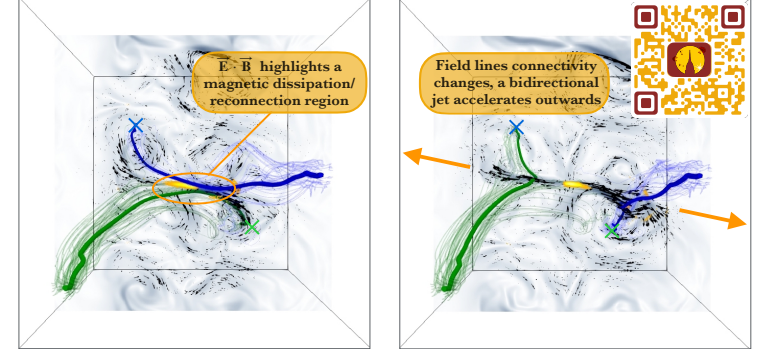 E · B highlights a
magnetic dissipation/
reconnection region
Field lines connectivity
changes, a bidirectional
jet accelerates outwards